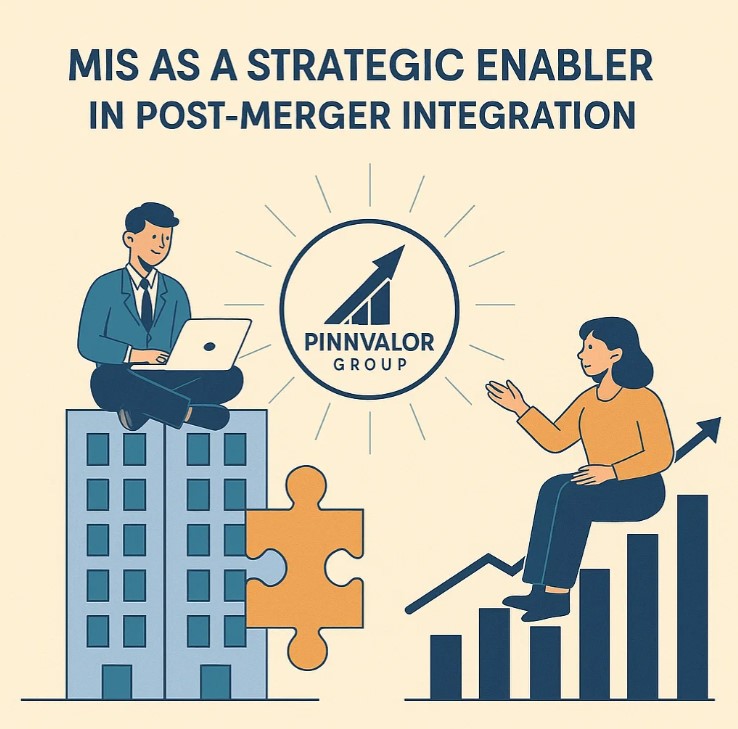 MIS AS A STRATEGIC ENABLER
IN POST-MERGER INTEGRATION
PINNVALOR
GROUP